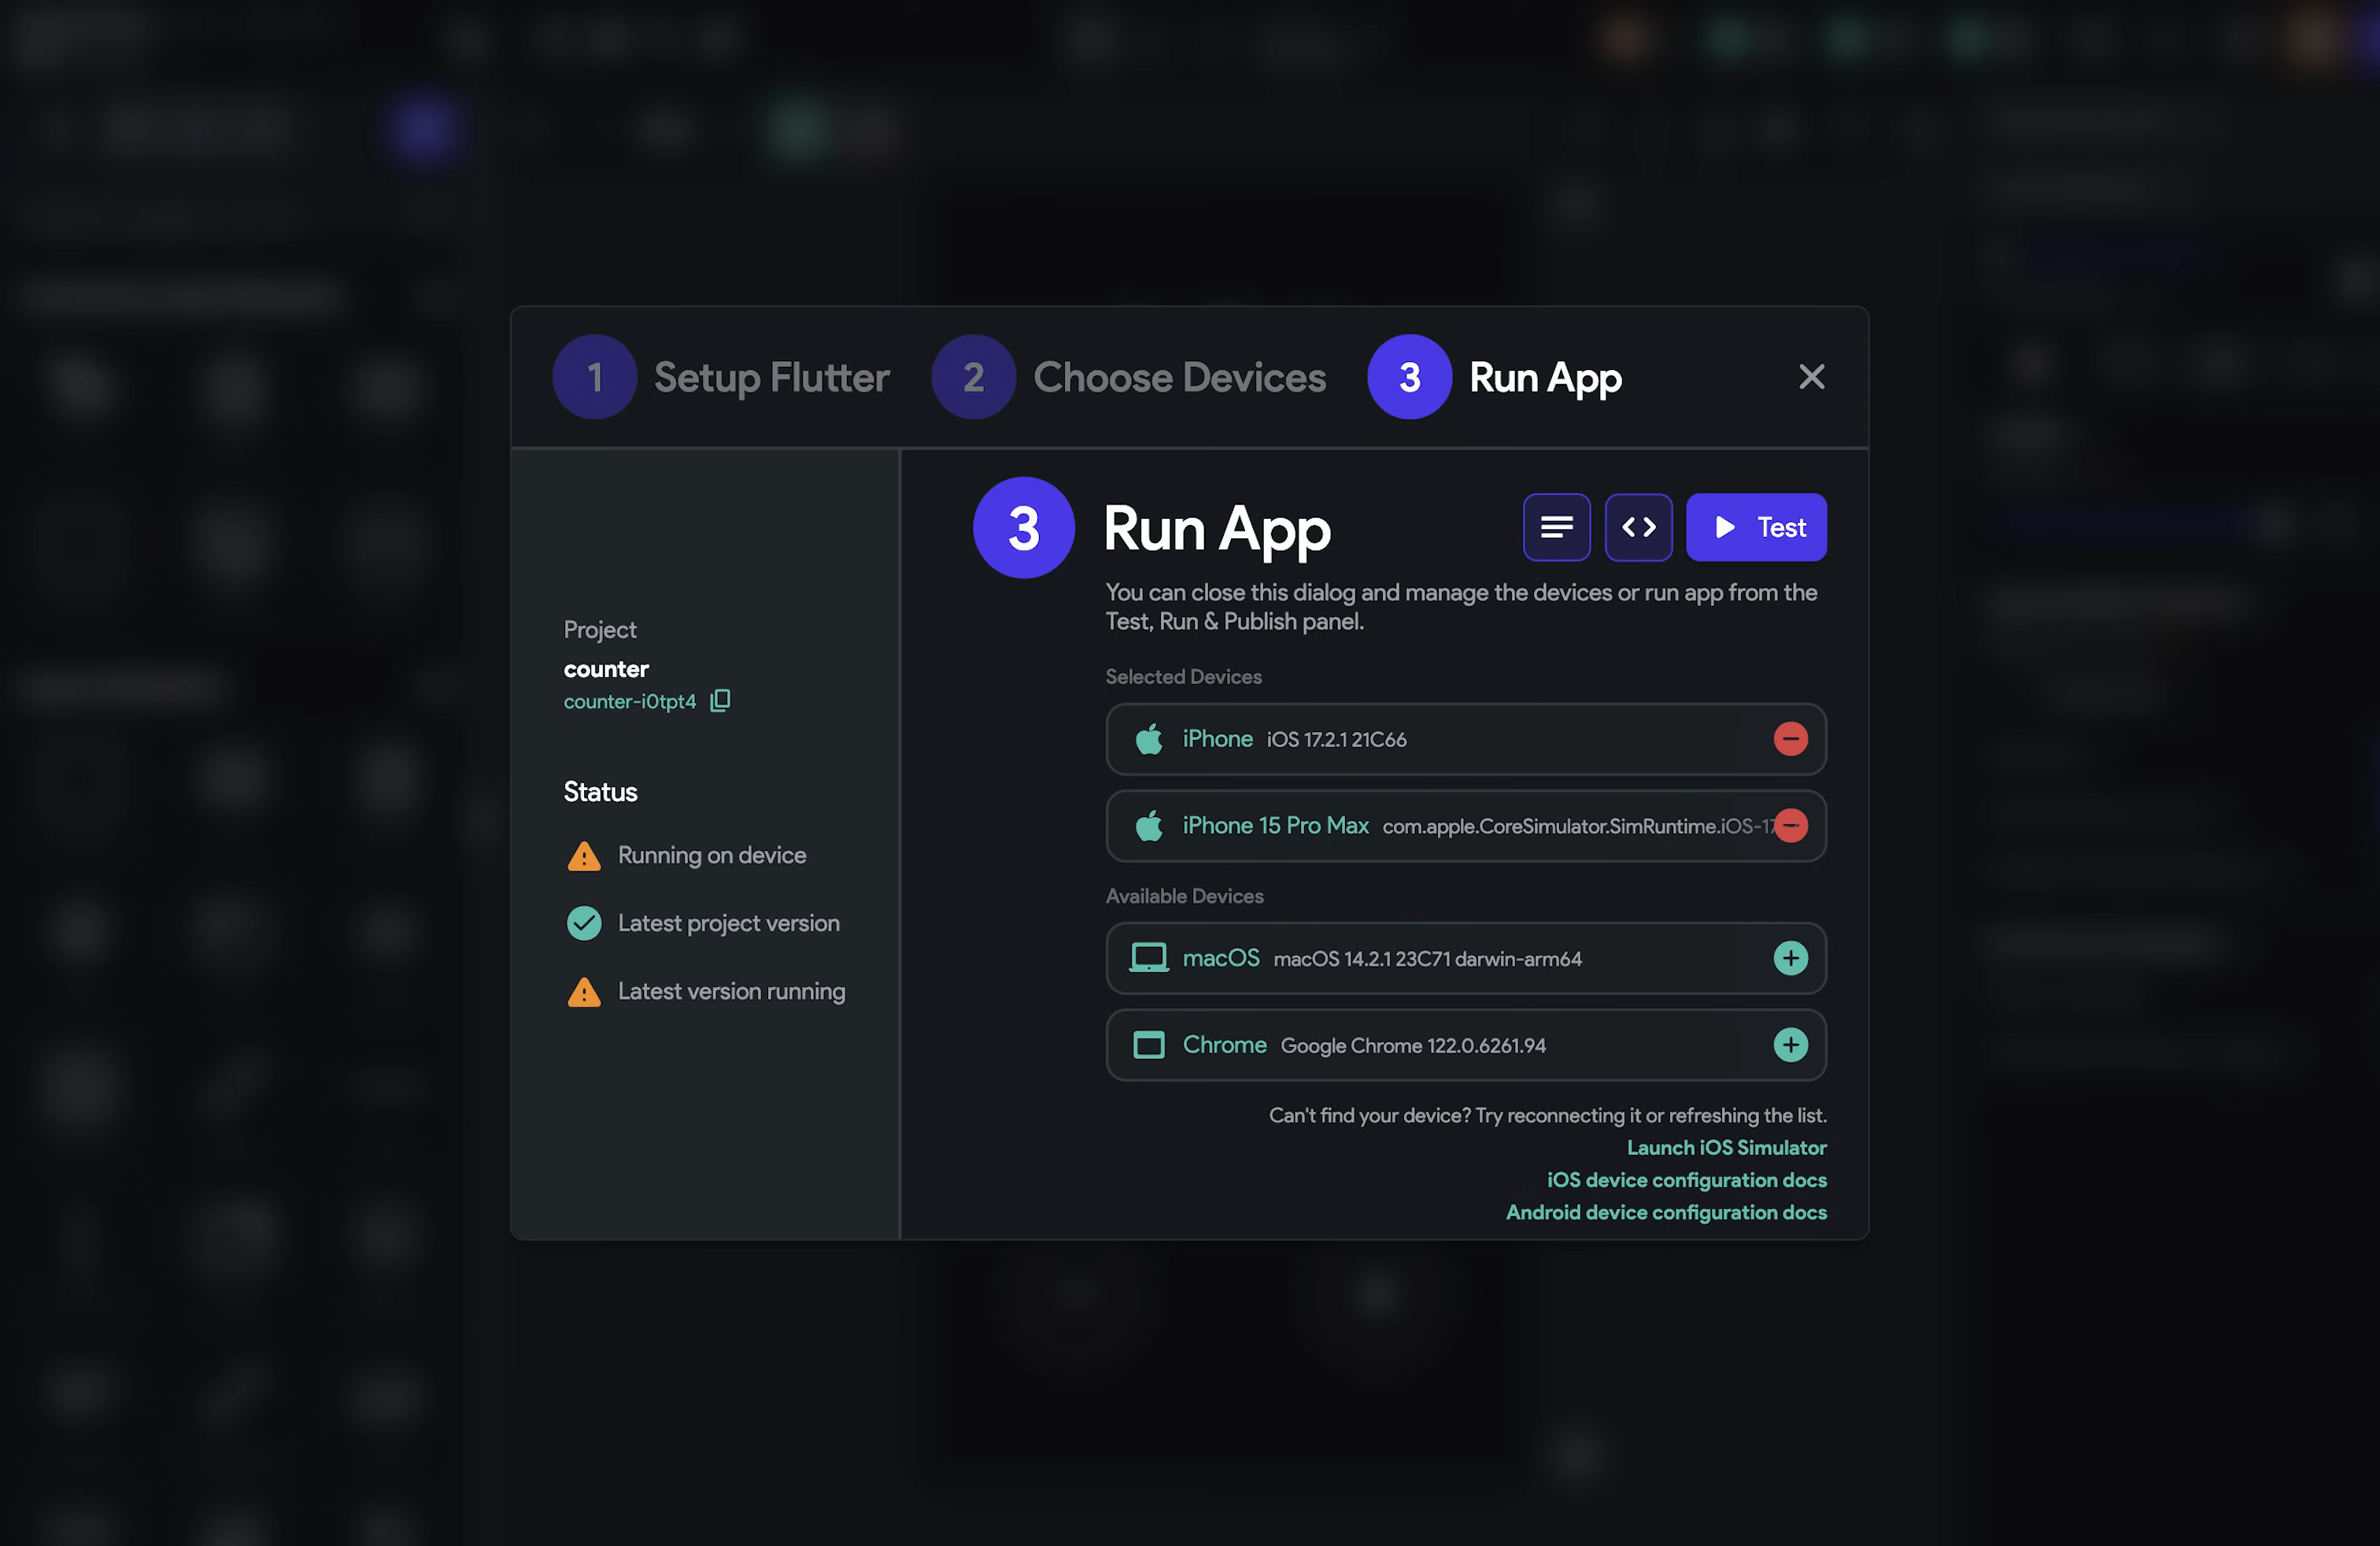 1 Setup Flutter 2 Choose Devices 3 Run App
Project
counter
counter-i0tpt4
Status
Running on device
Latest project version
Latest version running
3 Run App
Test
You can close this dialog and manage the devices or run app from the
Test, Run & Publish panel.
Selected Devices
iPhone iOS 17.2.1 21C66
iPhone 15 Pro Max com.apple.CoreSimulator.SimRuntime.iOS-17
Available Devices
macOS macOS 14.2.1 23C71 darwin-arm64
Chrome Google Chrome 122.0.6261.94
Can't find your device? Try reconnecting it or refreshing the list.
Launch iOS Simulator
iOS device configuration docs
Android device configuration docs